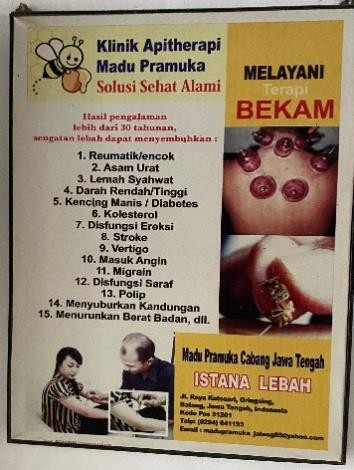 Klinik Apitherapi
Madu Pramuka
Solusi Sehat Alami
MELAYANI
Terapi
BEKAM
Hasil pengalaman
lebih dari 30 tahunan,
sengatan lebah dapat menyembuhkan :
1. Reumatik/encok
2. Asam Urat
3. Lemah Syahwat
4. Darah Rendah/Tinggi
5. Kencing Manis / Diabetes
6. Kolesterol
7. Disfungsi Ereksi
8. Stroke
9. Vertigo
10. Masuk Angin
11. Migrain
12. Disfungsi Saraf
13. Polip
14. Menyuburkan Kandungan
15. Menurunkan Berat Badan, dll.
Madu Pramuka Cabang Jawa Tengah
ISTANA LEBAH
Jl. Raya Kutosari, Gringsing,
Batang, Jawa Tengah, Indonesia
Kode Pos 51281
Telp: (0294) 641193
Email : madupramuka_jateng85@yahoo.com